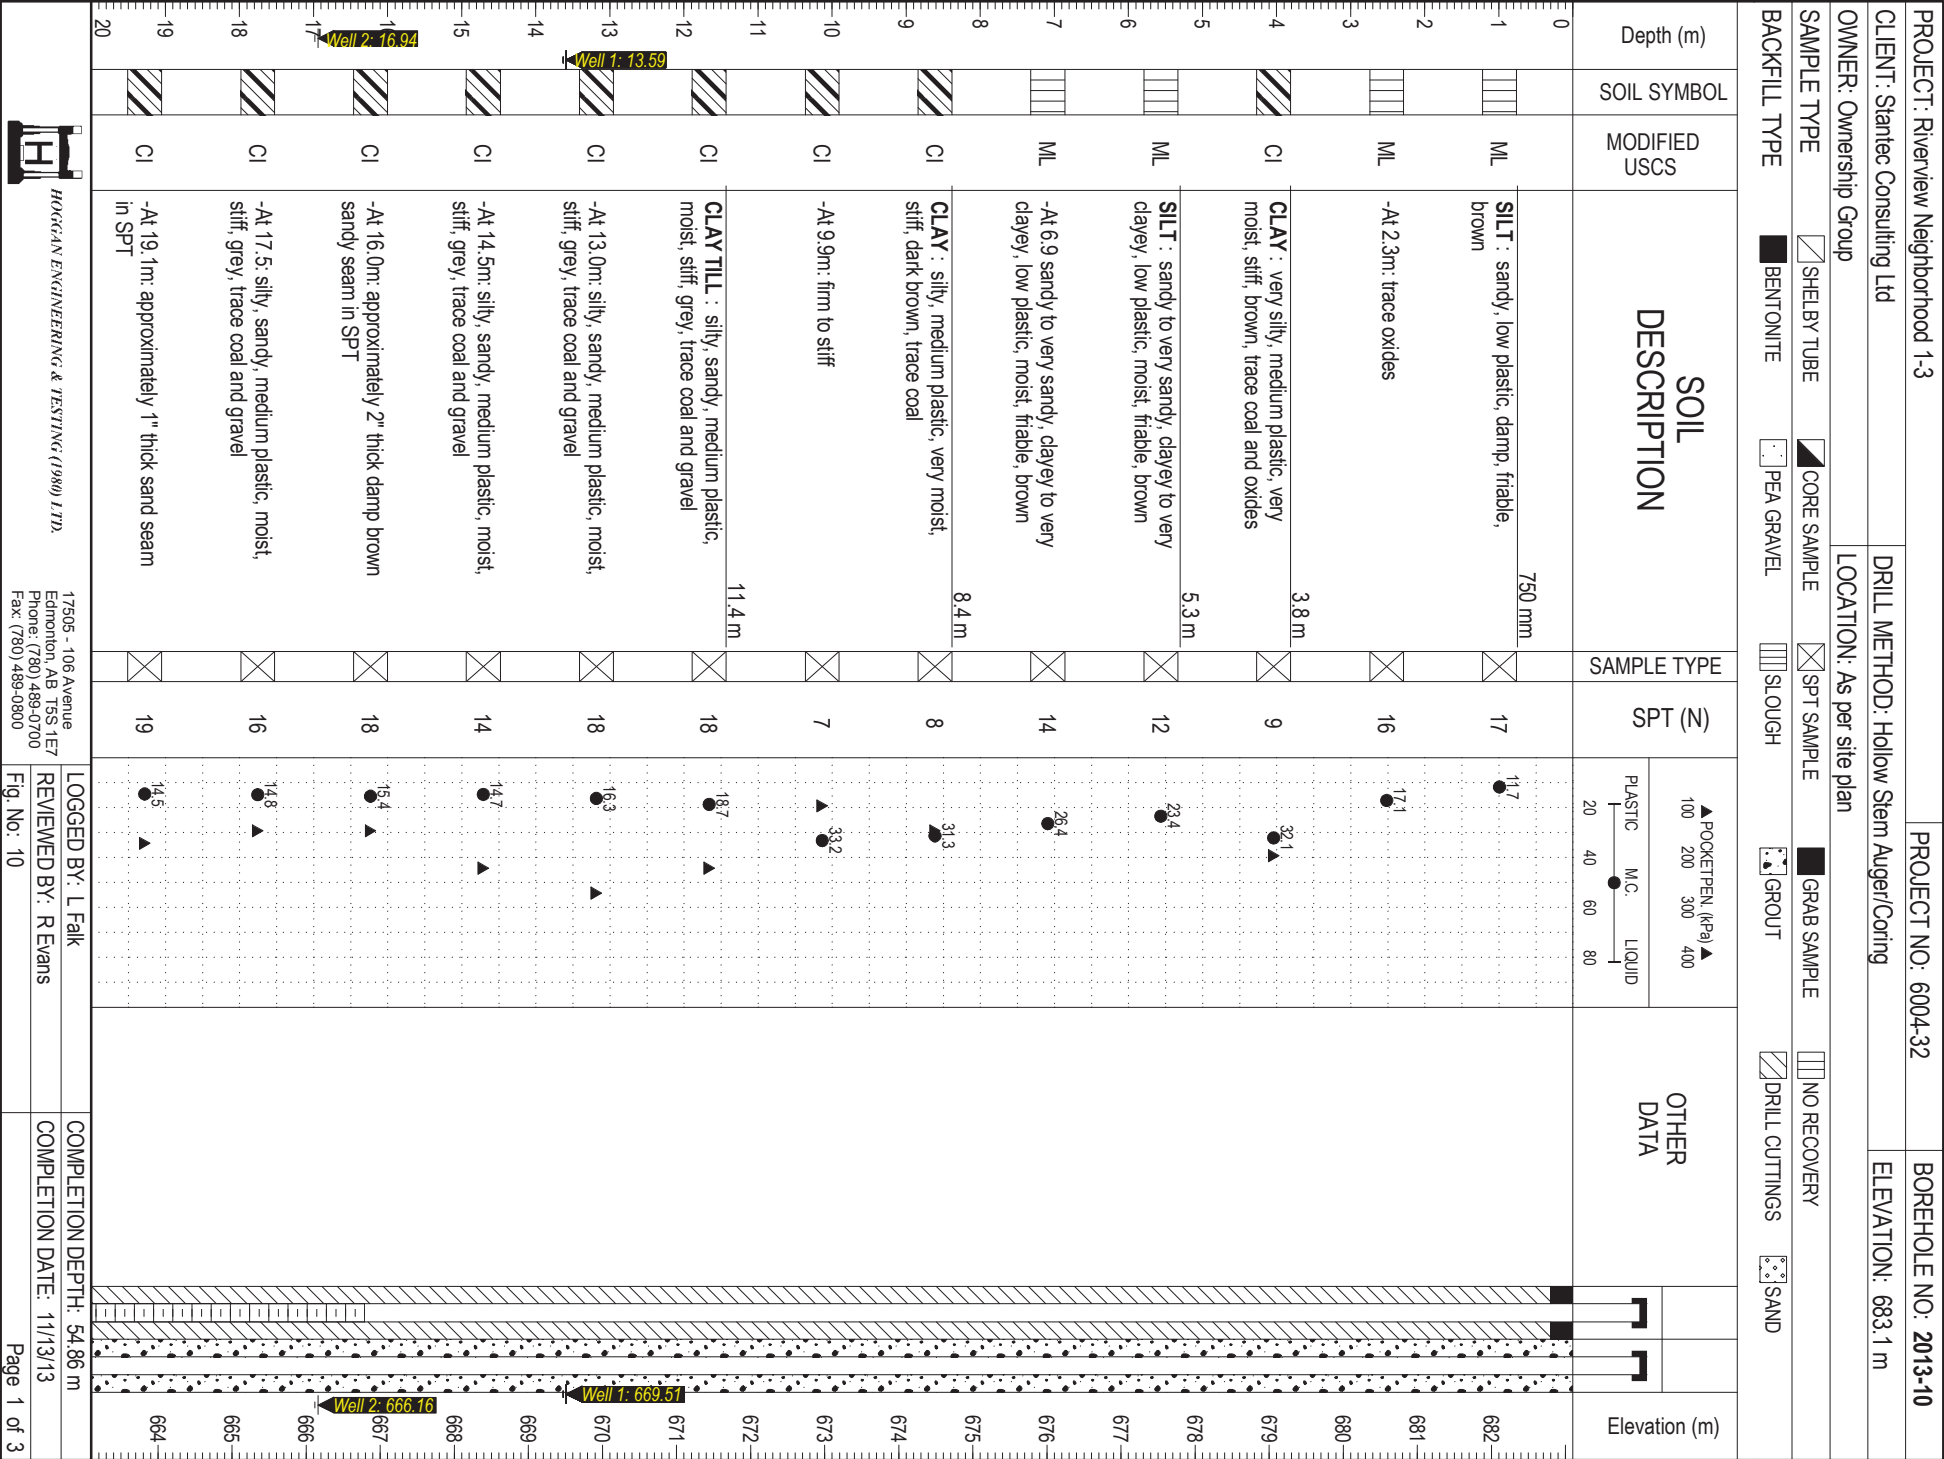 PROJECT: Riverview Neighborhood 1-3
PROJECT NO: 6004-32
BOREHOLE NO: 2013-10
CLIENT: Stantec Consulting Ltd
DRILL METHOD: Hollow Stem Auger/Coring
ELEVATION: 683.1 m
OWNER: Ownership Group
LOCATION: As per site plan
SAMPLE TYPE
SHELBY TUBE
CORE SAMPLE
SPT SAMPLE
GRAB SAMPLE
NO RECOVERY
BACKFILL TYPE
BENTONITE
PEA GRAVEL
SLOUGH
GROUT
DRILL CUTTINGS
SAND
Depth (m)
SOIL SYMBOL
MODIFIED
USCS
SOIL
DESCRIPTION
SAMPLE TYPE
SPT (N)
▲ POCKETPEN. (kPa) ▲
100 200 300 400
PLASTIC M.C. LIQUID
20 40 60 80
OTHER
DATA
Elevation (m)
0
750 mm
1
ML
SILT : sandy, low plastic, damp, friable,
brown
17
11.7
682
2
ML
-At 2.3m: trace oxides
16
17.1
681
3
680
3.8 m
4
CI
CLAY : very silty, medium plastic, very
moist, stiff, brown, trace coal and oxides
9
32.1
679
5
678
5.3 m
ML
SILT : sandy to very sandy, clayey to very
clayey, low plastic, moist, friable, brown
12
23.4
6
677
7
ML
-At 6.9 sandy to very sandy, clayey to very
clayey, low plastic, moist, friable, brown
14
26.4
676
8
675
8.4 m
CI
CLAY : silty, medium plastic, very moist,
stiff, dark brown, trace coal
8
31.3
9
674
10
CI
-At 9.9m: firm to stiff
7
33.2
673
11
672
11.4 m
CI
CLAY TILL : silty, sandy, medium plastic,
moist, stiff, grey, trace coal and gravel
18
18.7
12
671
13
CI
-At 13.0m: silty, sandy, medium plastic, moist,
stiff, grey, trace coal and gravel
18
16.3
670
Well 1: 13.59
Well 1: 669.51
14
669
CI
-At 14.5m: silty, sandy, medium plastic, moist,
stiff, grey, trace coal and gravel
14
14.7
15
668
16
CI
-At 16.0m: approximately 2" thick damp brown
sandy seam in SPT
18
15.4
667
Well 2: 16.94
Well 2: 666.16
17
666
CI
-At 17.5: silty, sandy, medium plastic, moist,
stiff, grey, trace coal and gravel
16
14.8
18
665
19
CI
-At 19.1m: approximately 1" thick sand seam
in SPT
19
14.5
664
20
H
HOGGAN ENGINEERING & TESTING (1980) LTD.
17505 - 106 Avenue
Edmonton, AB T5S 1E7
Phone: (780) 489-0700
Fax: (780) 489-0800
LOGGED BY: L Falk
COMPLETION DEPTH: 54.86 m
REVIEWED BY: R Evans
COMPLETION DATE: 11/13/13
Fig. No: 10
Page 1 of 3